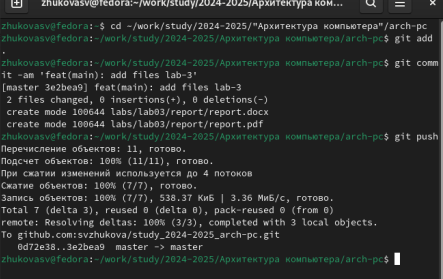 zhukovasv@fedora:~/work/study/2024-2025/Архитектура ком...
zhukovasv@fedora:~$ cd ~/work/study/2024-2025/"Архитектура компьютера"/arch-pc
zhukovasv@fedora:~/work/study/2024-2025/Архитектура компьютера/arch-pc$ git add
.
zhukovasv@fedora:~/work/study/2024-2025/Архитектура компьютера/arch-pc$ git comm
it -am 'feat(main): add files lab-3'
[master 3e2bea9] feat(main): add files lab-3
2 files changed, 0 insertions(+), 0 deletions(-)
create mode 100644 labs/lab03/report/report.docx
create mode 100644 labs/lab03/report/report.pdf
zhukovasv@fedora:~/work/study/2024-2025/Архитектура компьютера/arch-pc$ git push
Перечисление объектов: 11, готово.
Подсчет объектов: 100% (11/11), готово.
При сжатии изменений используется до 4 потоков
Сжатие объектов: 100% (7/7), готово.
Запись объектов: 100% (7/7), 538.37 КиБ | 3.36 МиБ/с, готово.
Total 7 (delta 3), reused 0 (delta 0), pack-reused 0 (from 0)
remote: Resolving deltas: 100% (3/3), completed with 3 local objects.
To github.com:svzhukova/study_2024-2025_arch-pc.git
0d72e38..3e2bea9  master -> master
zhukovasv@fedora:~/work/study/2024-2025/Архитектура компьютера/arch-pc$